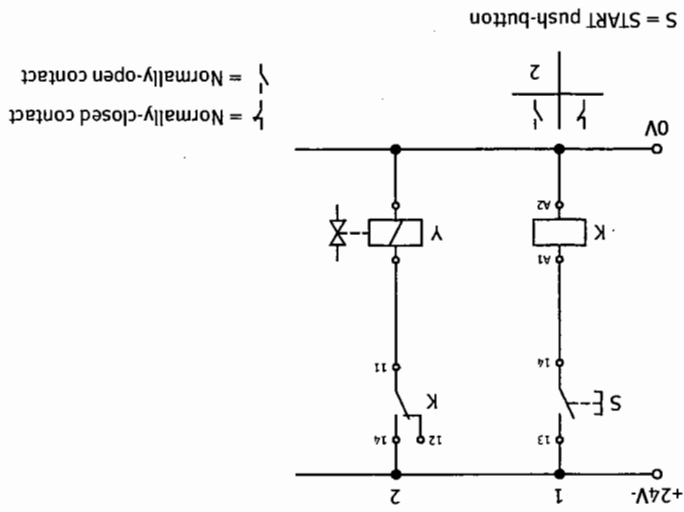 +24V-
1
2
13
12
14
S
K
14
11
A1
K
Y
A2
0V
2
= Normally-closed contact
= Normally-open contact
S = START push-button